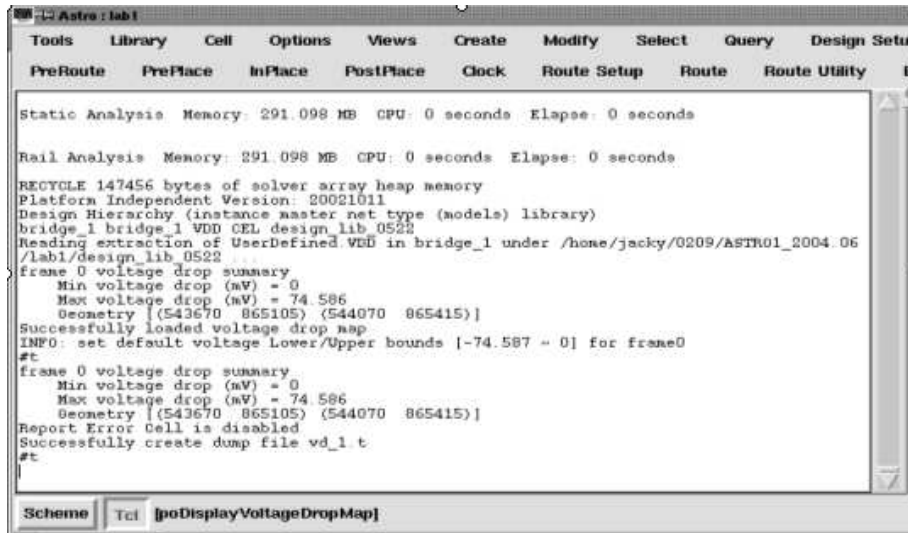 Astro : lab1
Tools Library Cell Options Views Create Modify Select Query Design Setu
PreRoute PrePlace InPlace PostPlace Clock Route Setup Route Route Utility
Static Analysis Memory: 291.098 MB CPU: 0 seconds Elapse: 0 seconds
Rail Analysis Memory: 291.098 MB CPU: 0 seconds Elapse: 0 seconds
RECYCLE 147456 bytes of solver array heap memory
Platform Independent Version: 20021011
Design Hierarchy (instance master net type (models) library)
bridge_1 bridge_1 VDD CEL design_lib_0522
Reading extraction of UserDefined.VDD in bridge_1 under /home/jacky/0209/ASTRO1_2004.06
/lab1/design_lib_0522 ...
frame 0 voltage drop summary
Min voltage drop (mV) = 0
Max voltage drop (mV) = 74.586
Geometry [(543670 865105) (544070 865415)]
Successfully loaded voltage drop map
INFO: set default voltage Lower/Upper bounds [-74.587 ~ 0] for frame0
#t
frame 0 voltage drop summary
Min voltage drop (mV) = 0
Max voltage drop (mV) = 74.586
Geometry [(543670 865105) (544070 865415)]
Report Error Cell is disabled
Successfully create dump file vd_1.t
#t
Scheme Tcl [poDisplayVoltageDropMap]